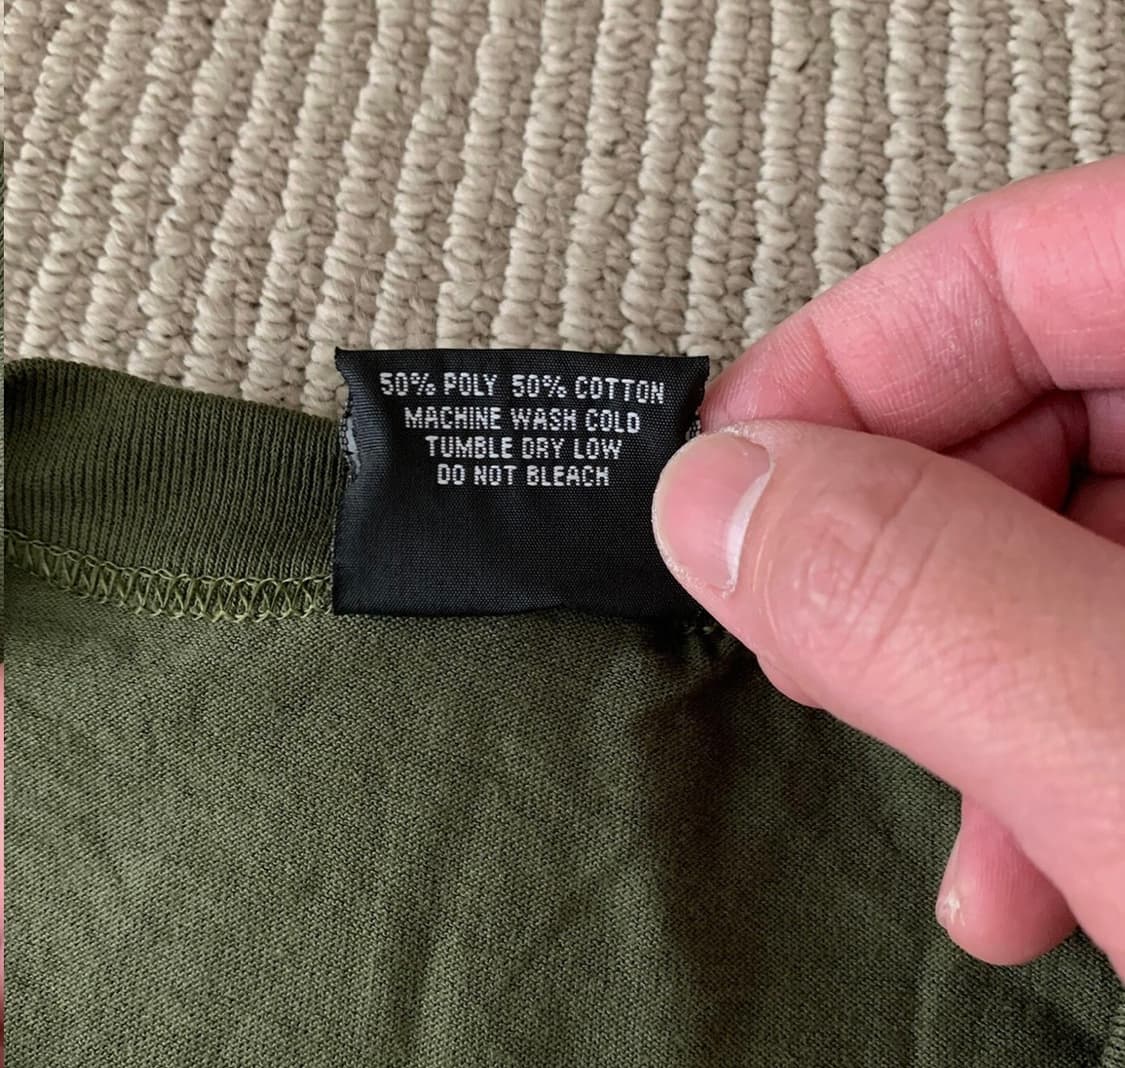 50% POLY 50% COTTON
MACHINE WASH COLD
TUMBLE DRY LOW
DO NOT BLEACH